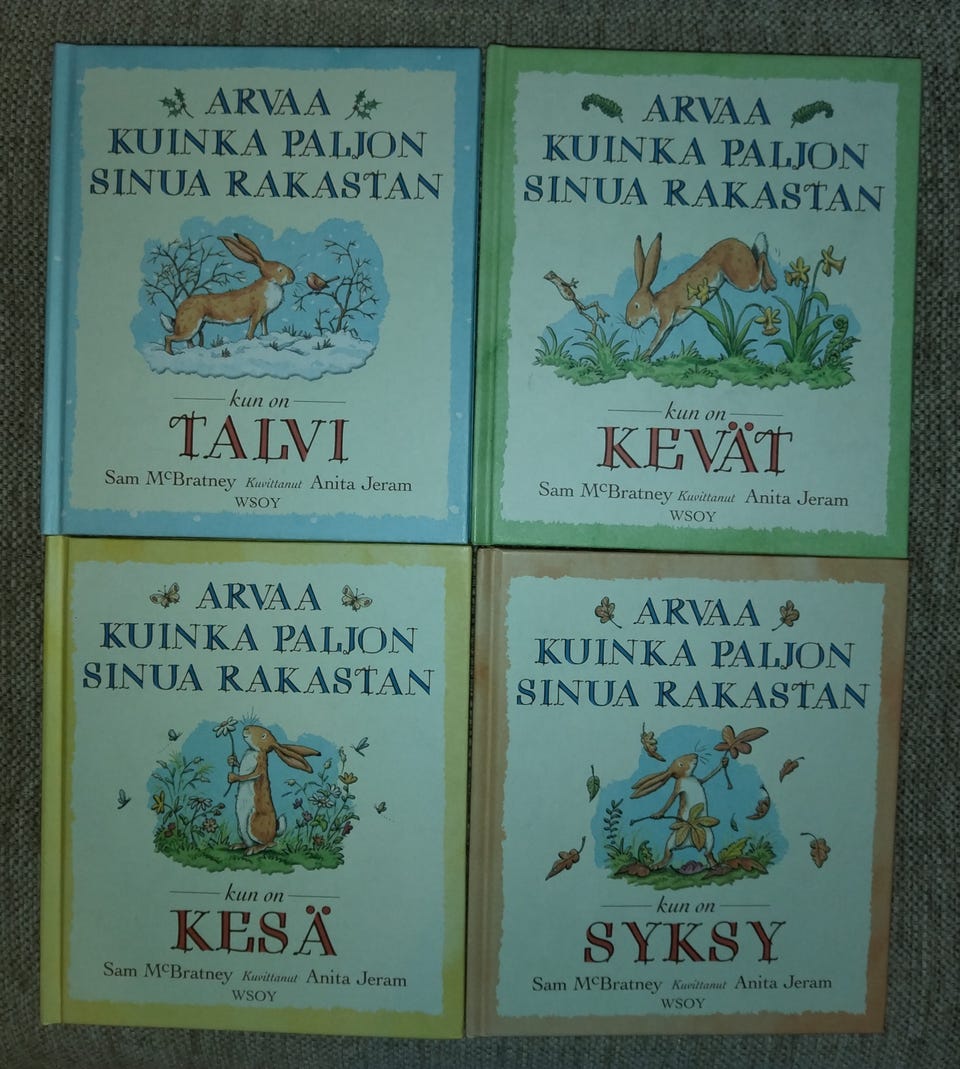 ARVAA
KUINKA PALJON
SINUA RAKASTAN
kun on
TALVI
Sam McBratney Kuvittanut Anita Jeram
WSOY
ARVAA
KUINKA PALJON
SINUA RAKASTAN
kun on
KEVÄT
Sam McBratney Kuvittanut Anita Jeram
WSOY
ARVAA
KUINKA PALJON
SINUA RAKASTAN
kun on
KESÄ
Sam McBratney Kuvittanut Anita Jeram
WSOY
ARVAA
KUINKA PALJON
SINUA RAKASTAN
kun on
SYKSY
Sam McBratney Kuvittanut Anita Jeram
WSOY